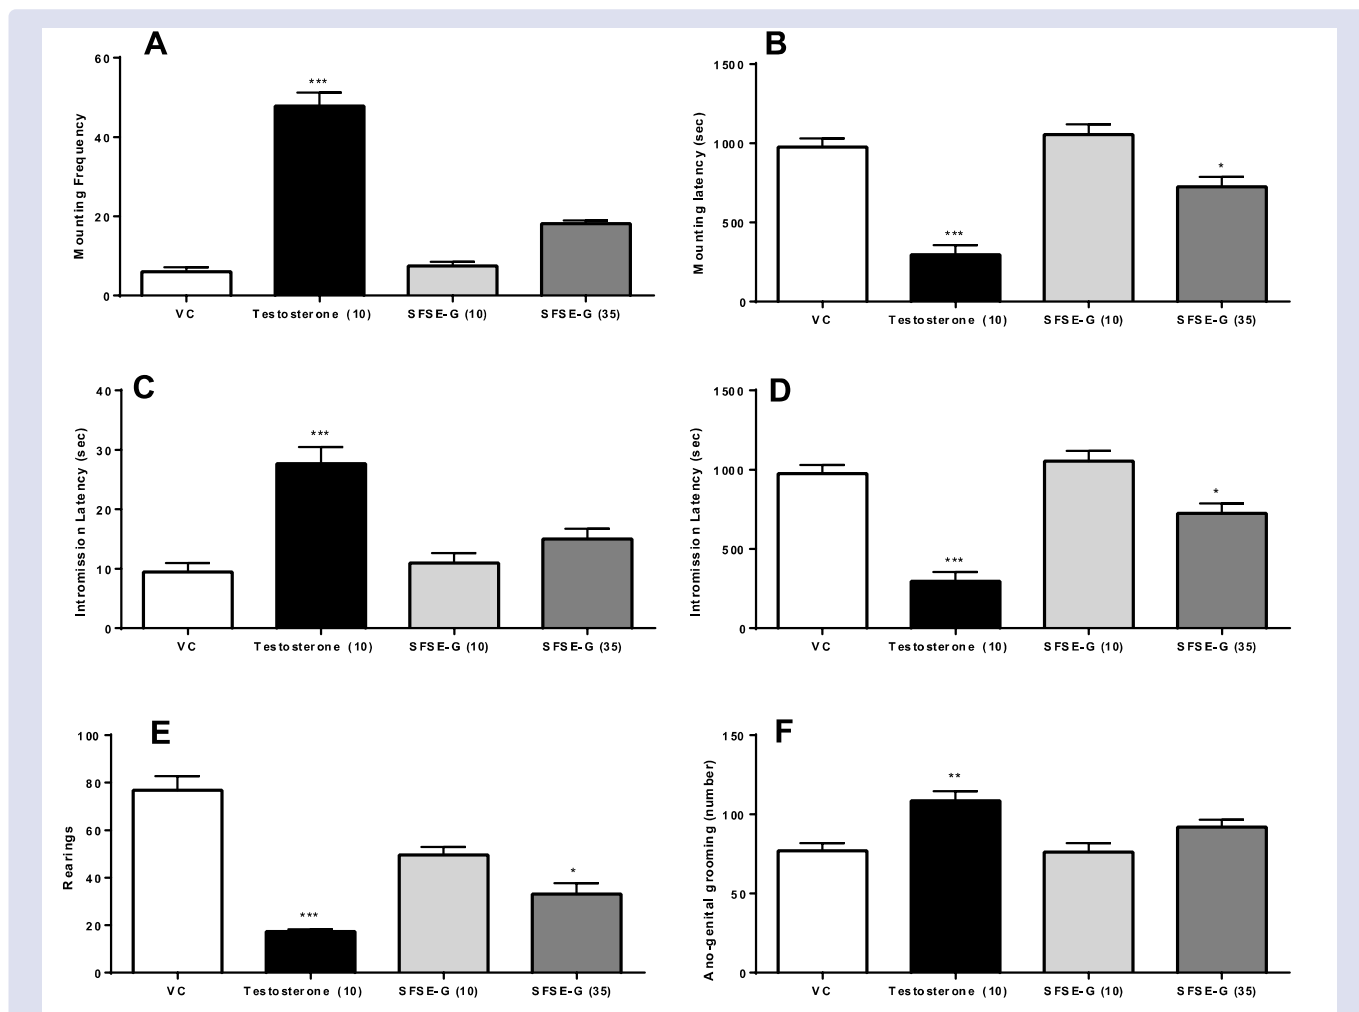 A
Mounting Frequency
60
40
20
0
***
VC
Testosterone (10)
SFSE-G (10)
SFSE-G (35)
B
Mounting latency (sec)
1500
1000
500
0
***
*
VC
Testosterone (10)
SFSE-G (10)
SFSE-G (35)
C
Intromission Latency (sec)
40
30
20
10
0
***
VC
Testosterone (10)
SFSE-G (10)
SFSE-G (35)
D
Intromission Latency (sec)
1500
1000
500
0
***
*
VC
Testosterone (10)
SFSE-G (10)
SFSE-G (35)
E
Rearings
100
80
60
40
20
0
***
*
VC
Testosterone (10)
SFSE-G (10)
SFSE-G (35)
F
Ano-genital grooming (number)
150
100
50
0
**
VC
Testosterone (10)
SFSE-G (10)
SFSE-G (35)